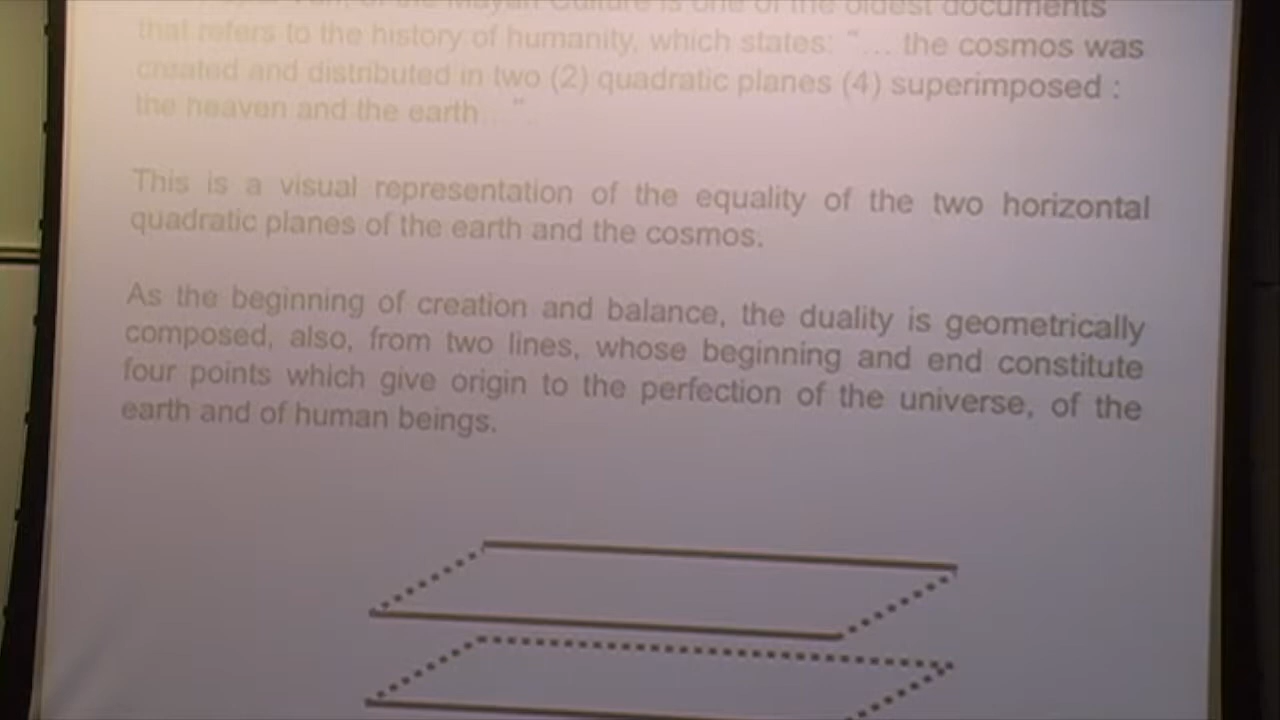 of the Mayan Culture is one of the oldest documents
that refers to the history of humanity, which states: "... the cosmos was
created and distributed in two (2) quadratic planes (4) superimposed :
the heaven and the earth...".
This is a visual representation of the equality of the two horizontal
quadratic planes of the earth and the cosmos.
As the beginning of creation and balance, the duality is geometrically
composed, also, from two lines, whose beginning and end constitute
four points which give origin to the perfection of the universe, of the
earth and of human beings.